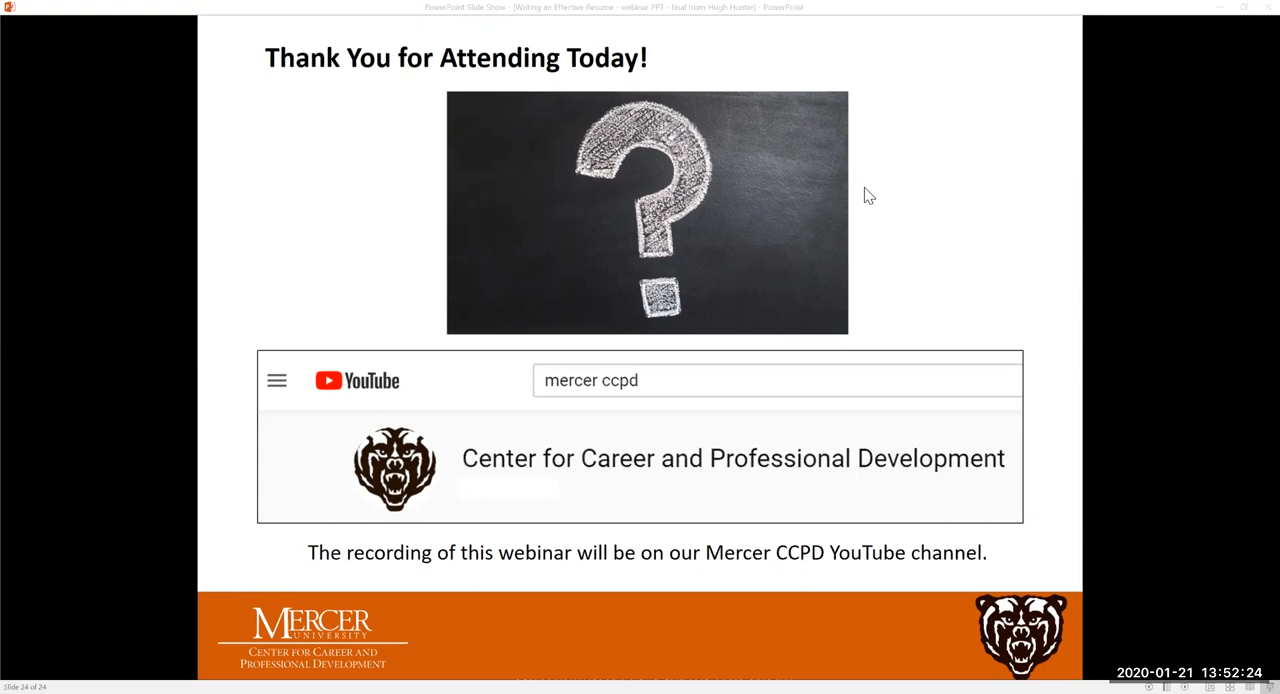 PowerPoint Slide Show - [Writing an Effective Resume - webinar PPT - final from Hugh Hunter] - PowerPoint
Thank You for Attending Today!
?
YouTube
mercer ccpd
Center for Career and Professional Development
The recording of this webinar will be on our Mercer CCPD YouTube channel.
MERCER
UNIVERSITY
CENTER FOR CAREER AND
PROFESSIONAL DEVELOPMENT
2020-01-21 13:52:24
Slide 24 of 24